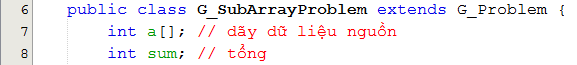 6 public class G_SubArrayProblem extends G_Problem {
7 int a[]; // dãy dữ liệu nguồn
8 int sum; // tổng